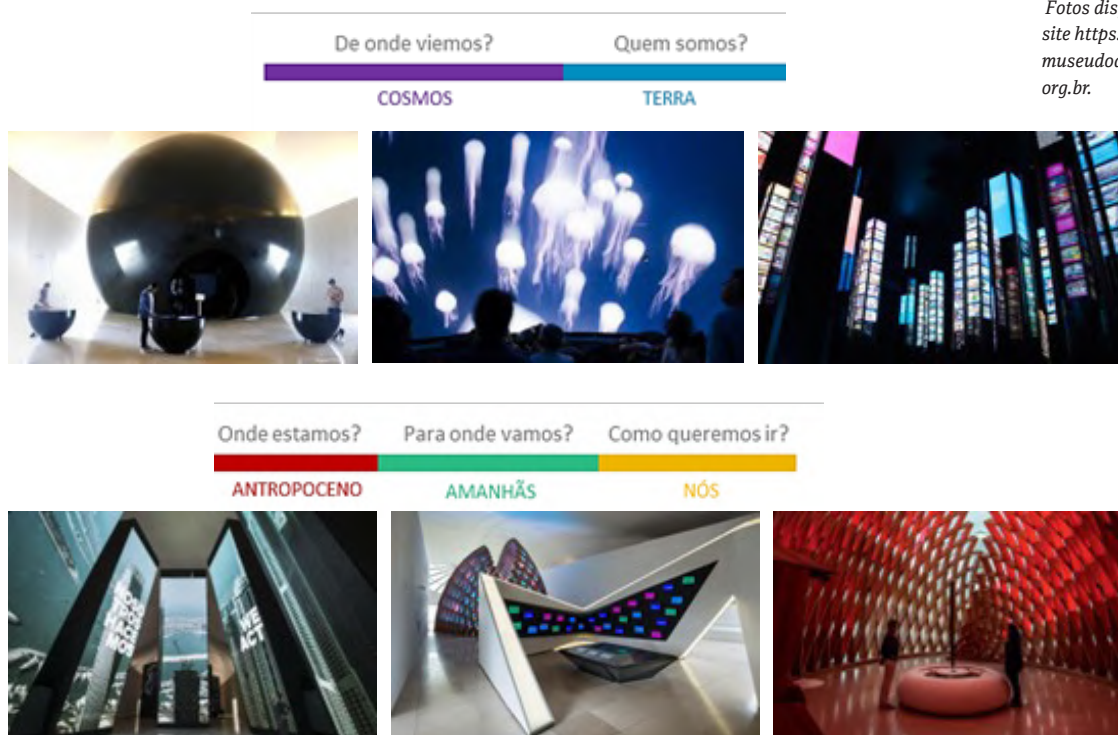 Fotos dis
site https:
museudoa
org.br.
De onde viemos? Quem somos?
COSMOS TERRA
Onde estamos? Para onde vamos? Como queremos ir?
ANTROPOCENO AMANHÃS NÓS
WE
ACT